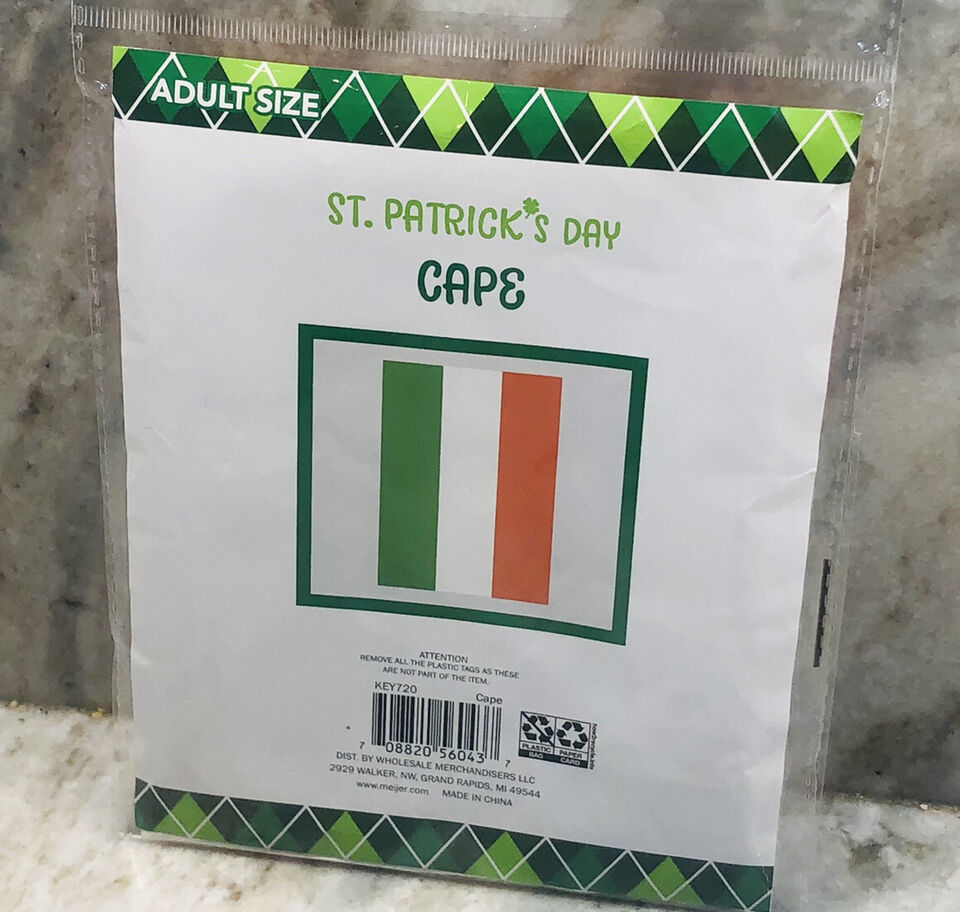 ADULT SIZE
ST. PATRICK'S DAY
CAPE
ATTENTION
REMOVE ALL THE PLASTIC TAGS AS THESE
ARE NOT PART OF THE ITEM.
KEY720 Cape
7 08820 56043 7
PLASTIC BAG
PAPER CARD
DIST. BY WHOLESALE MERCHANDISERS LLC
2929 WALKER, NW, GRAND RAPIDS, MI 49544
www.meijer.com MADE IN CHINA